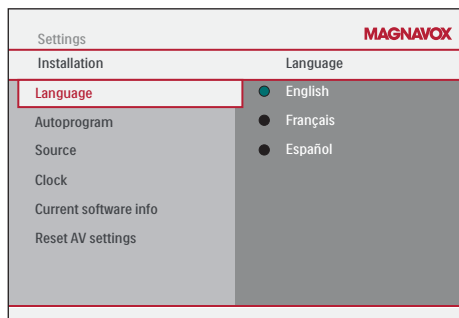 Settings
MAGNAVOX
Installation
Language
Language
English
Autoprogram
Français
Source
Español
Clock
Current software info
Reset AV settings